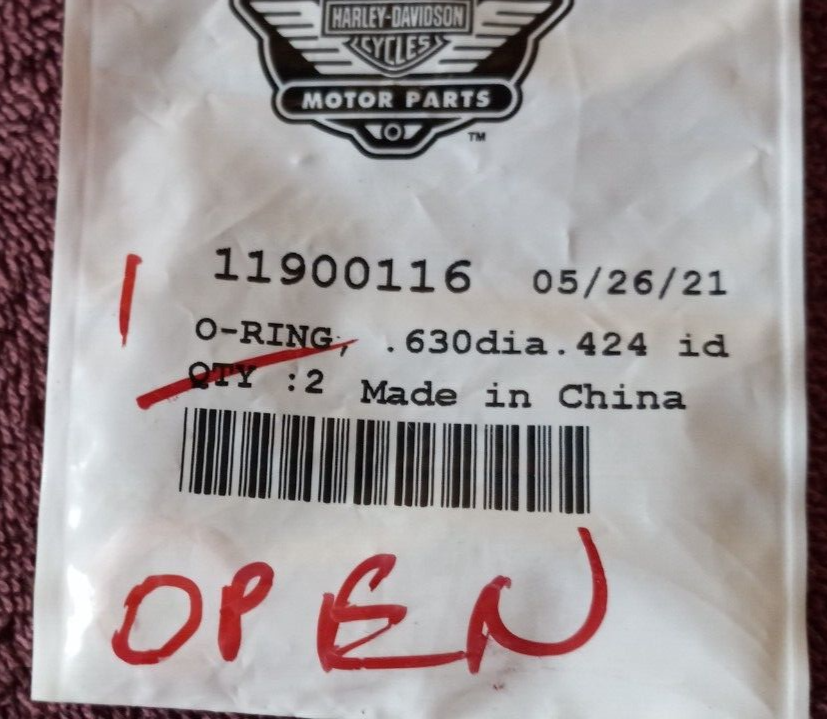 HARLEY-DAVIDSON
CYCLES
MOTOR PARTS
TM
11900116 05/26/21
1
O-RING, .630dia.424 id
QTY :2 Made in China
OPEN